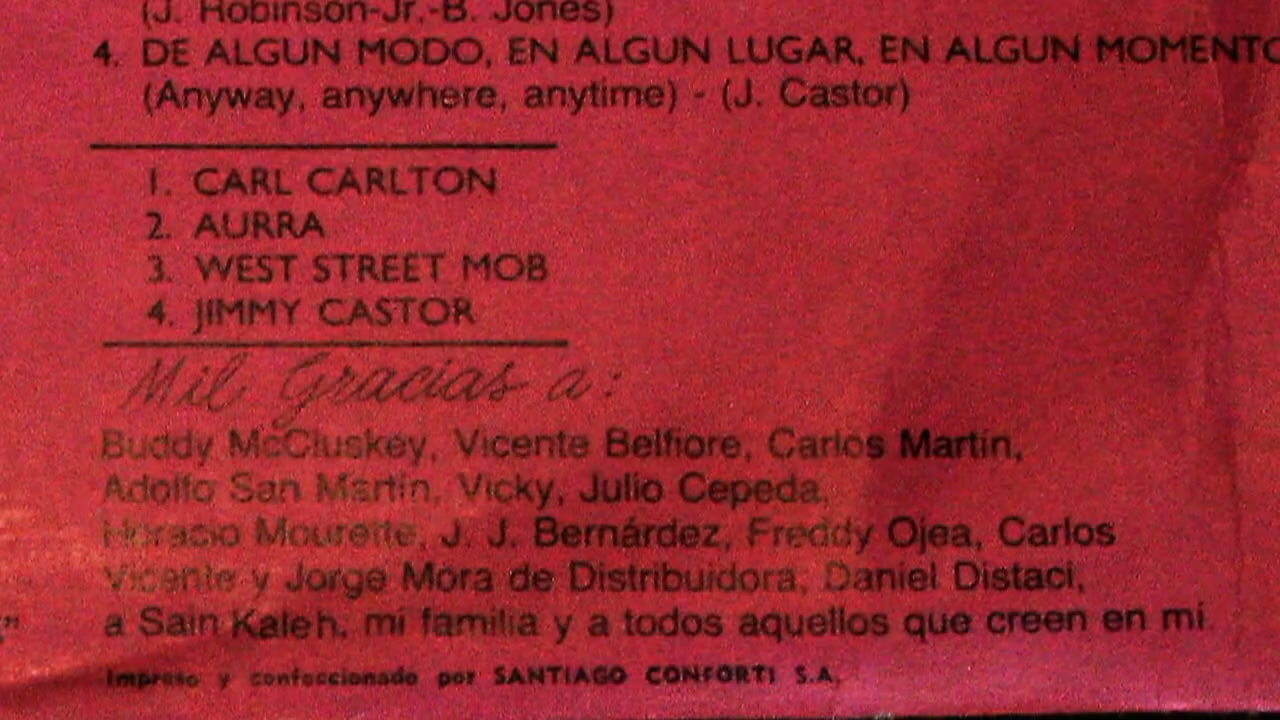 (J. Robinson-Jr.-B. Jones)
4. DE ALGUN MODO, EN ALGUN LUGAR, EN ALGUN MOMENTO
(Anyway, anywhere, anytime) - (J. Castor)
1. CARL CARLTON
2. AURRA
3. WEST STREET MOB
4. JIMMY CASTOR
Mil Gracias a:
Buddy McCluskey, Vicente Belfiore, Carlos Martin,
Adolfo San Martín, Vicky, Julio Cepeda,
Horacio Mourette, J. J. Bernárdez, Freddy Ojea, Carlos
Vicente y Jorge Mora de Distribuidora, Daniel Distaci,
a Sain Kaleh, mi familia y a todos aquellos que creen en mí.
Impreso y confeccionado por SANTIAGO CONFORTI S.A.